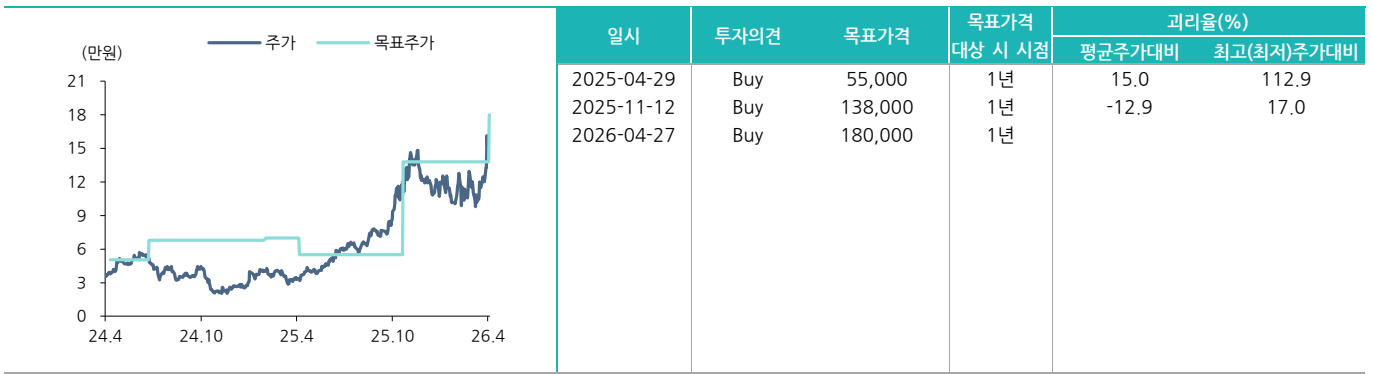 주가 목표주가
(만원)
21
18
15
12
9
6
3
0
24.4 24.10 25.4 25.10 26.4
일시 투자의견 목표가격 목표가격 대상 시 시점 괴리율(%)
평균주가대비 최고(최저)주가대비
2025-04-29 Buy 55,000 1년 15.0 112.9
2025-11-12 Buy 138,000 1년 -12.9 17.0
2026-04-27 Buy 180,000 1년